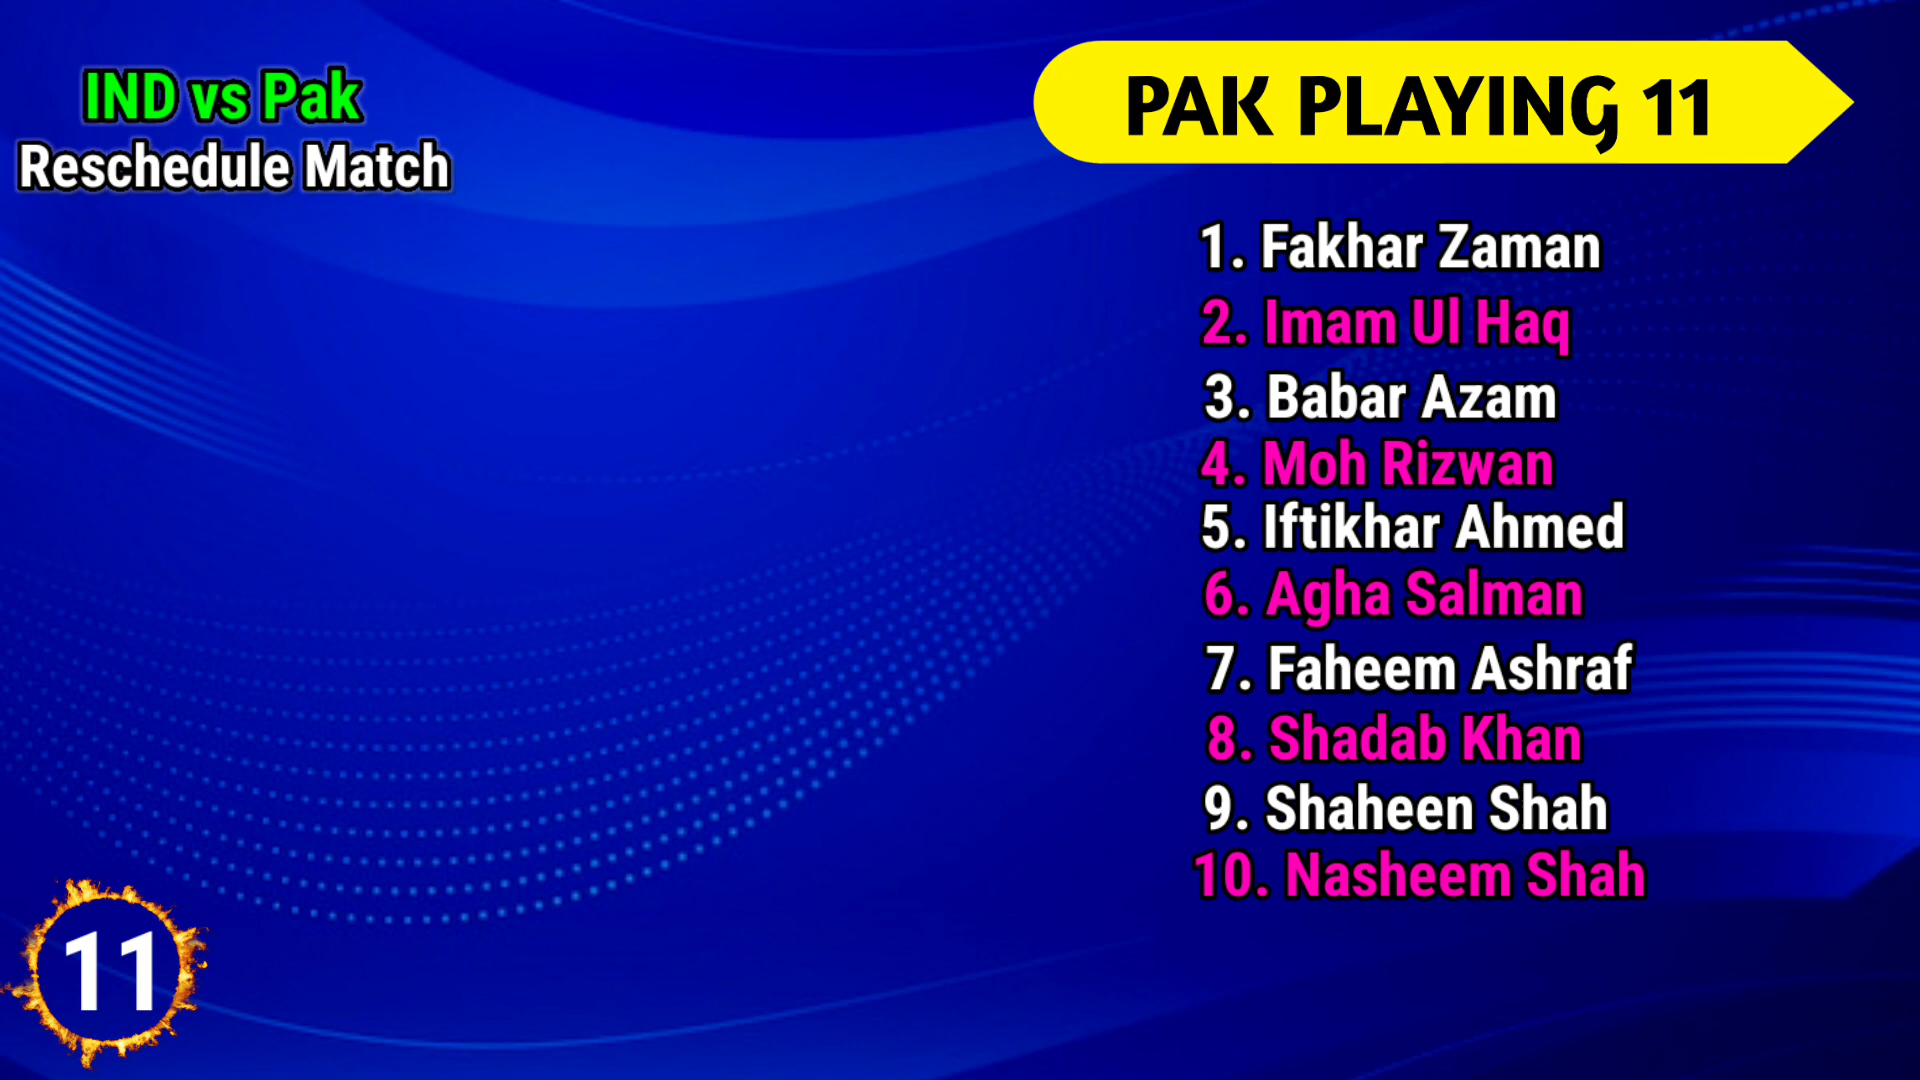 IND vs Pak
Reschedule Match
PAK PLAYING 11
1. Fakhar Zaman
2. Imam Ul Haq
3. Babar Azam
4. Moh Rizwan
5. Iftikhar Ahmed
6. Agha Salman
7. Faheem Ashraf
8. Shadab Khan
9. Shaheen Shah
10. Nasheem Shah
11